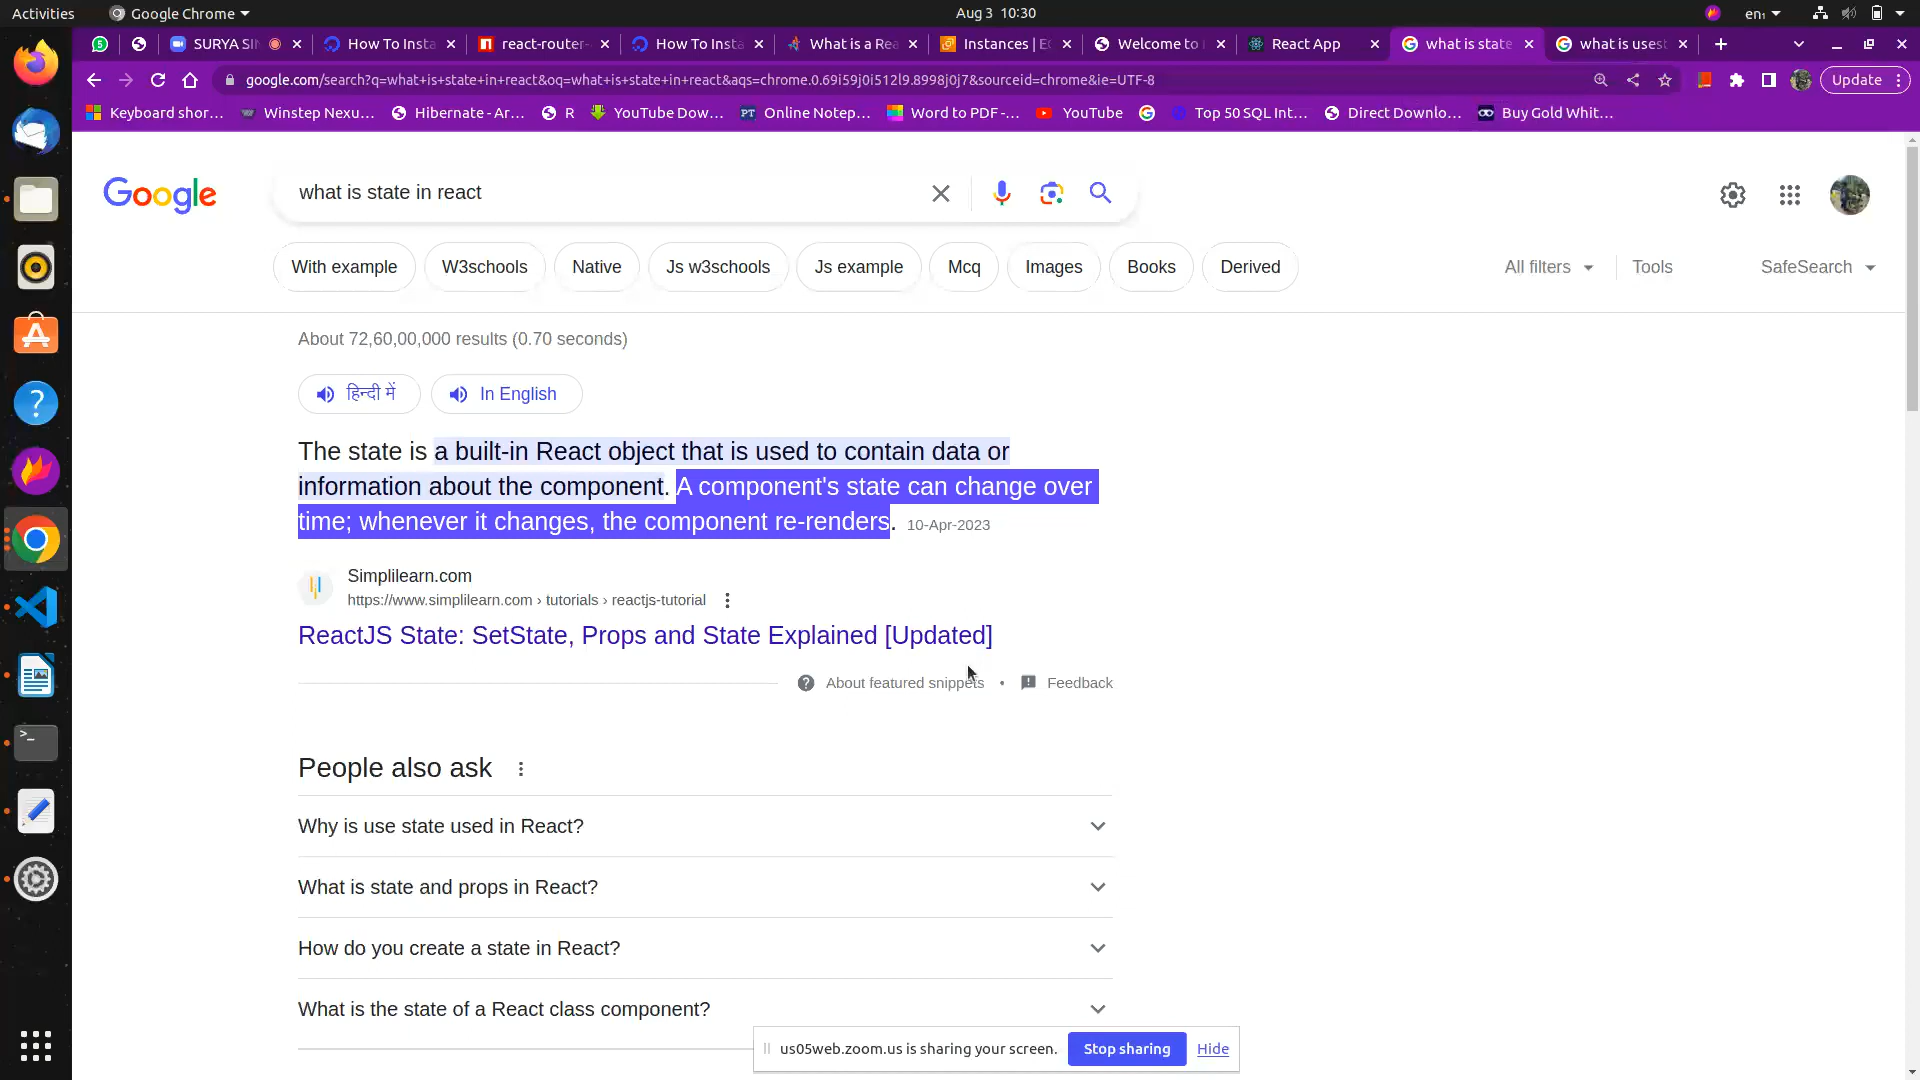 Activities
Google Chrome
Aug 3 10:30
en₁
SURYA SI
How To Insta
react-router-
How To Insta
What is a Rea
Instances | EC
Welcome to
React App
what is state
what is usest
google.com/search?q=what+is+state+in+react&oq=what+is+state+in+react&aqs=chrome.0.69i59j0i512l9.8998j0j7&sourceid=chrome&ie=UTF-8
Update
Keyboard shor…
Winstep Nexu…
Hibernate - Ar…
R
YouTube Dow…
Online Notep…
Word to PDF -…
YouTube
Top 50 SQL Int…
Direct Downlo…
Buy Gold Whit…
Google
what is state in react
With example
W3schools
Native
Js w3schools
Js example
Mcq
Images
Books
Derived
All filters
Tools
SafeSearch
About 72,60,00,000 results (0.70 seconds)
हिन्दी में
In English
The state is a built-in React object that is used to contain data or
information about the component. A component's state can change over
time; whenever it changes, the component re-renders. 10-Apr-2023
Simplilearn.com
https://www.simplilearn.com › tutorials › reactjs-tutorial
ReactJS State: SetState, Props and State Explained [Updated]
About featured snippets • Feedback
People also ask
Why is use state used in React?
What is state and props in React?
How do you create a state in React?
What is the state of a React class component?
us05web.zoom.us is sharing your screen.
Stop sharing
Hide